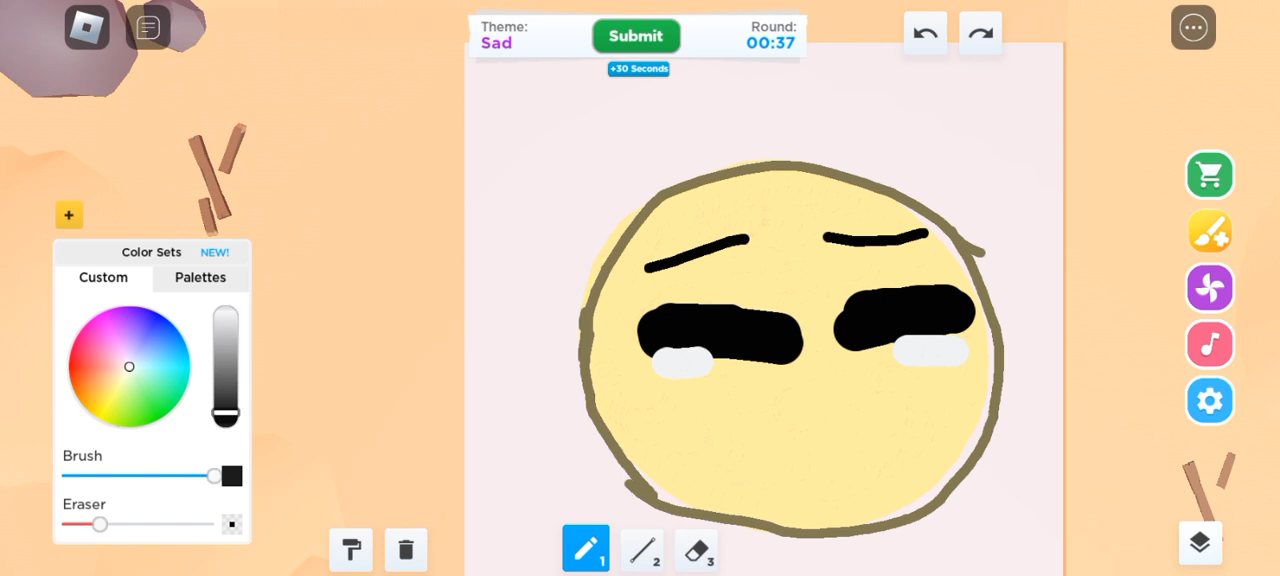 Theme:
Sad
Submit
Round:
00:37
+30 Seconds
+
Color Sets NEW!
Custom Palettes
Brush
Eraser
1
2
3